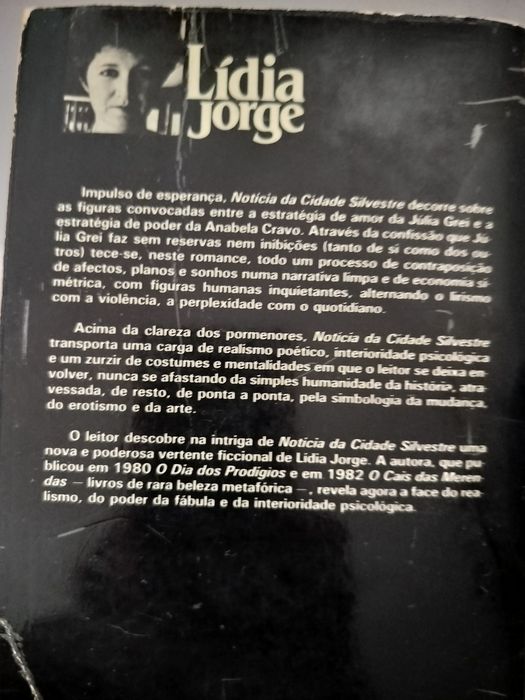 Lídia
Jorge
Impulso de esperança, Notícia da Cidade Silvestre decorre sobre
as figuras convocadas entre a estratégia de amor da Júlia Grei e a
estratégia de poder da Anabela Cravo. Através da confissão que Jú-
lia Grei faz sem reservas nem inibições (tanto de si como dos ou-
tros) tece-se, neste romance, todo um processo de contraposição
de afectos, planos e sonhos numa narrativa limpa e de economia si-
métrica, com figuras humanas inquietantes, alternando o lirismo
com a violência, a perplexidade com o quotidiano.
Acima da clareza dos pormenores, Notícia da Cidade Silvestre
transporta uma carga de realismo poético, interioridade psicológica
e um zurzir de costumes e mentalidades em que o leitor se deixa en-
volver, nunca se afastando da simples humanidade da história, atra-
vessada, de resto, de ponta a ponta, pela simbologia da mudança,
do erotismo e da arte.
O leitor descobre na intriga de Notícia da Cidade Silvestre uma
nova e poderosa vertente ficcional de Lídia Jorge. A autora, que pu-
blicou em 1980 O Dia dos Prodígios e em 1982 O Cais das Meren-
das — livros de rara beleza metafórica —, revela agora a face do rea-
lismo, do poder da fábula e da interioridade psicológica.